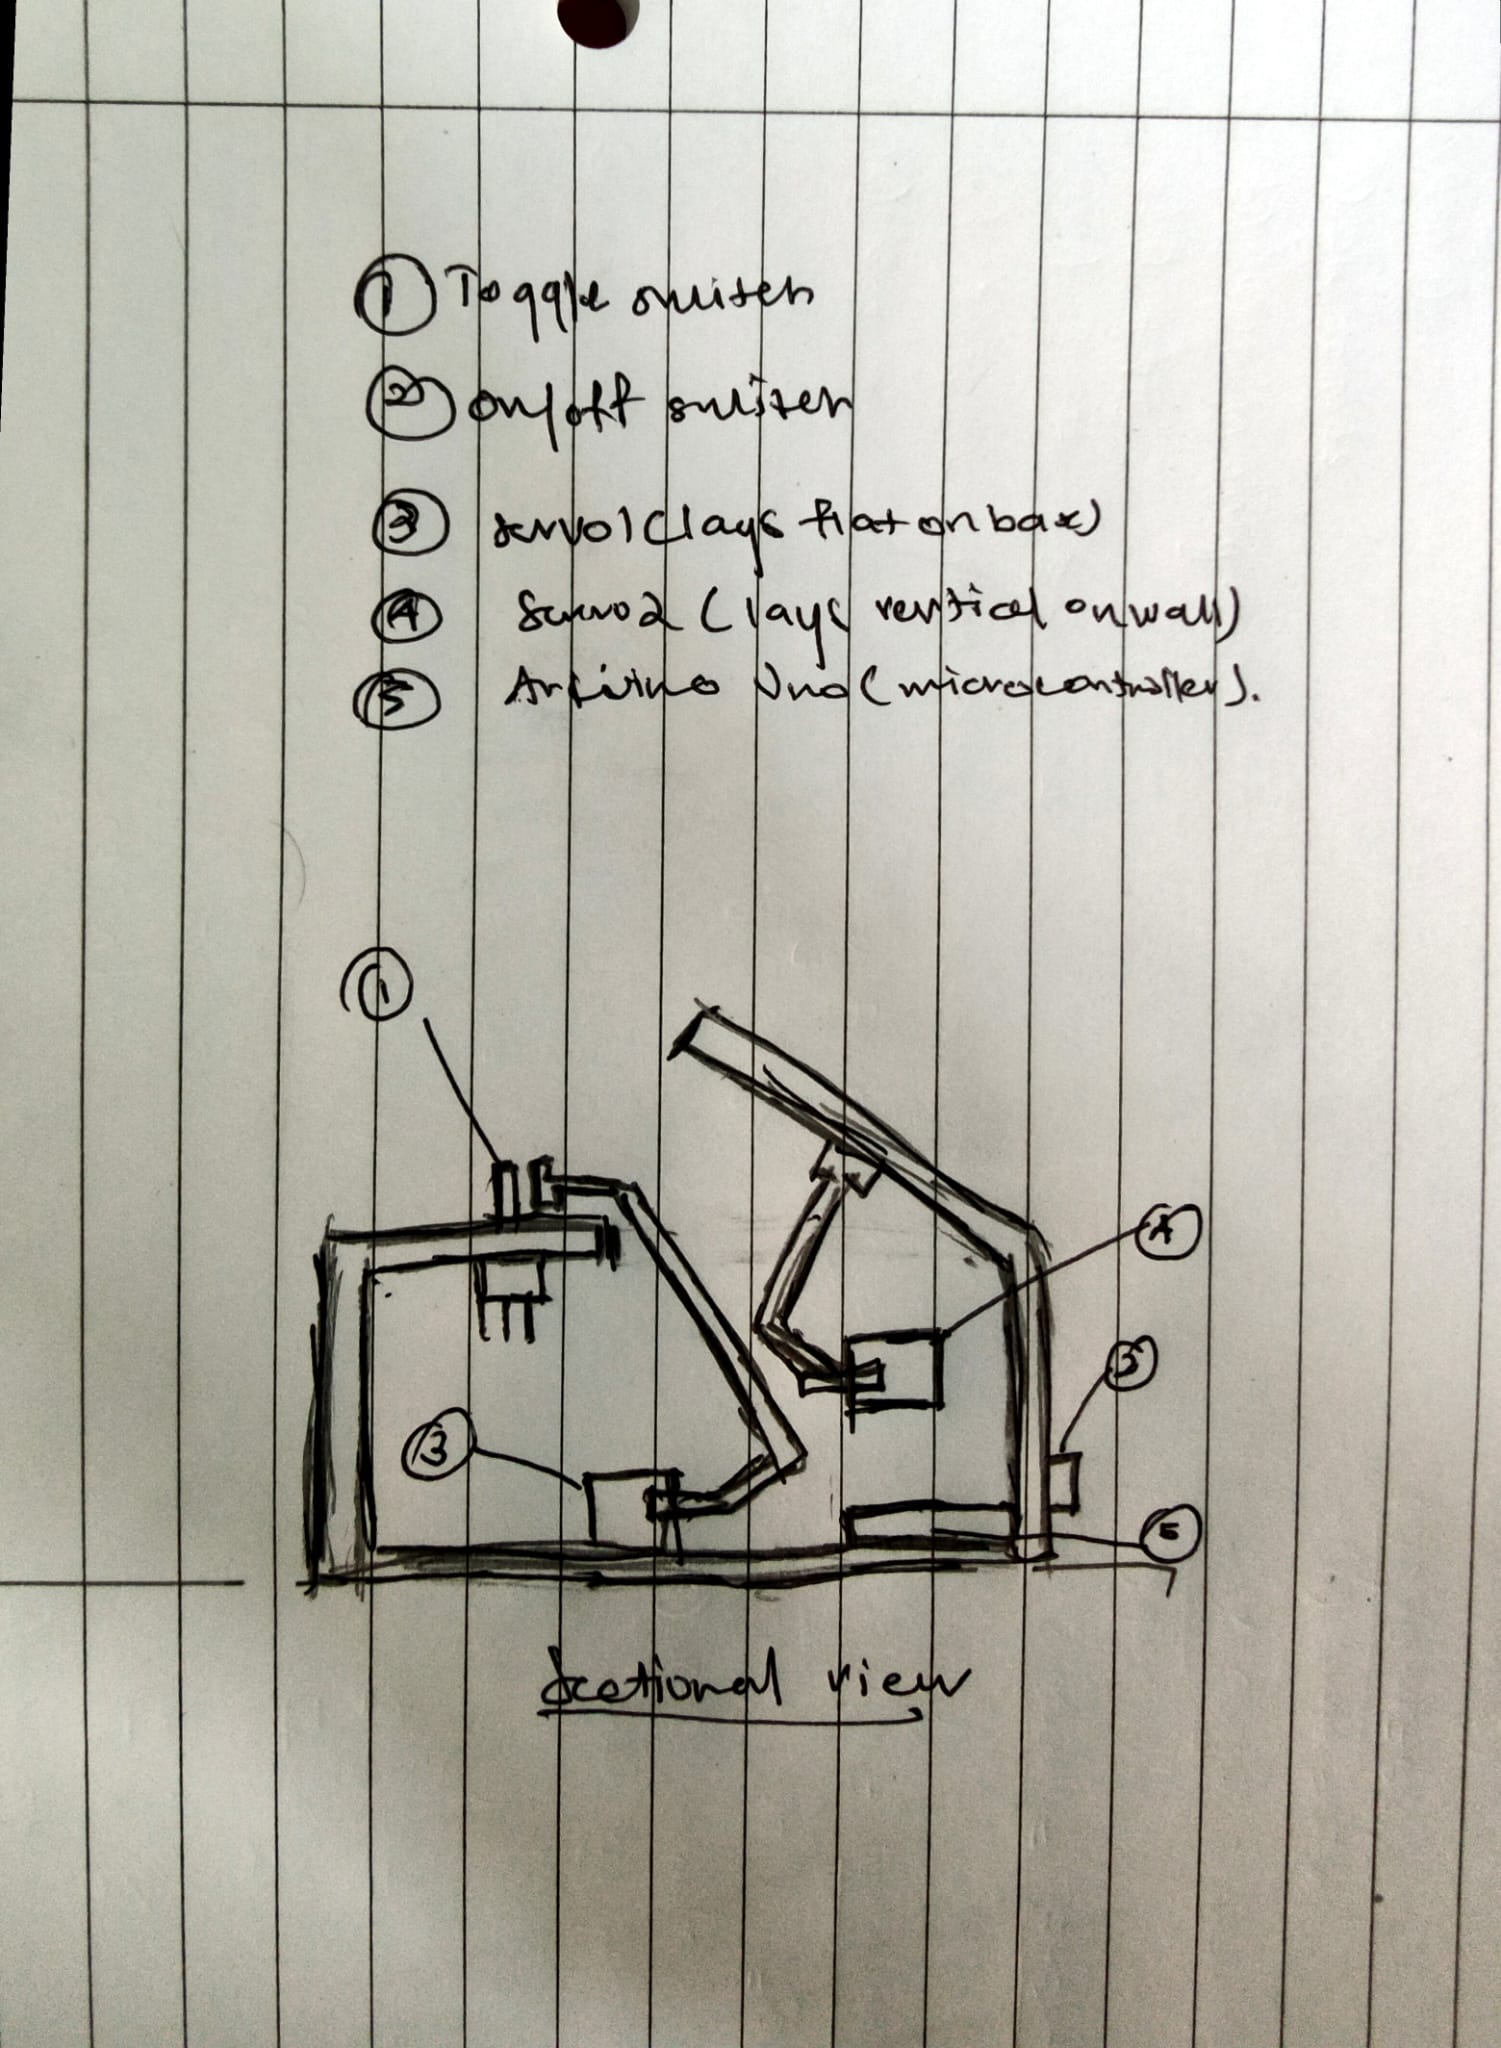 ① Toggle switch
② on/off switch
③ servo1 (lays flat on box)
④ Servo2 (lays vertical on wall)
⑤ Arduino Uno (microcontroller).
①
④
⑤
③
⑤
Sectional view